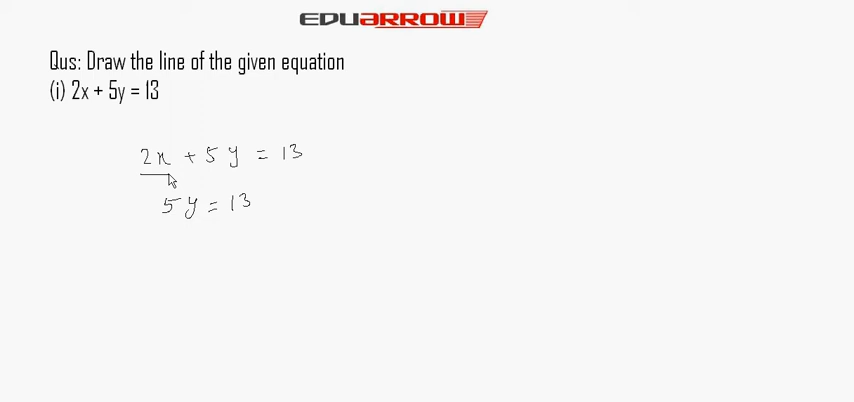 EDUARROW
Qus: Draw the line of the given equation
(i) 2x + 5y = 13
2x + 5y = 13
5y = 13